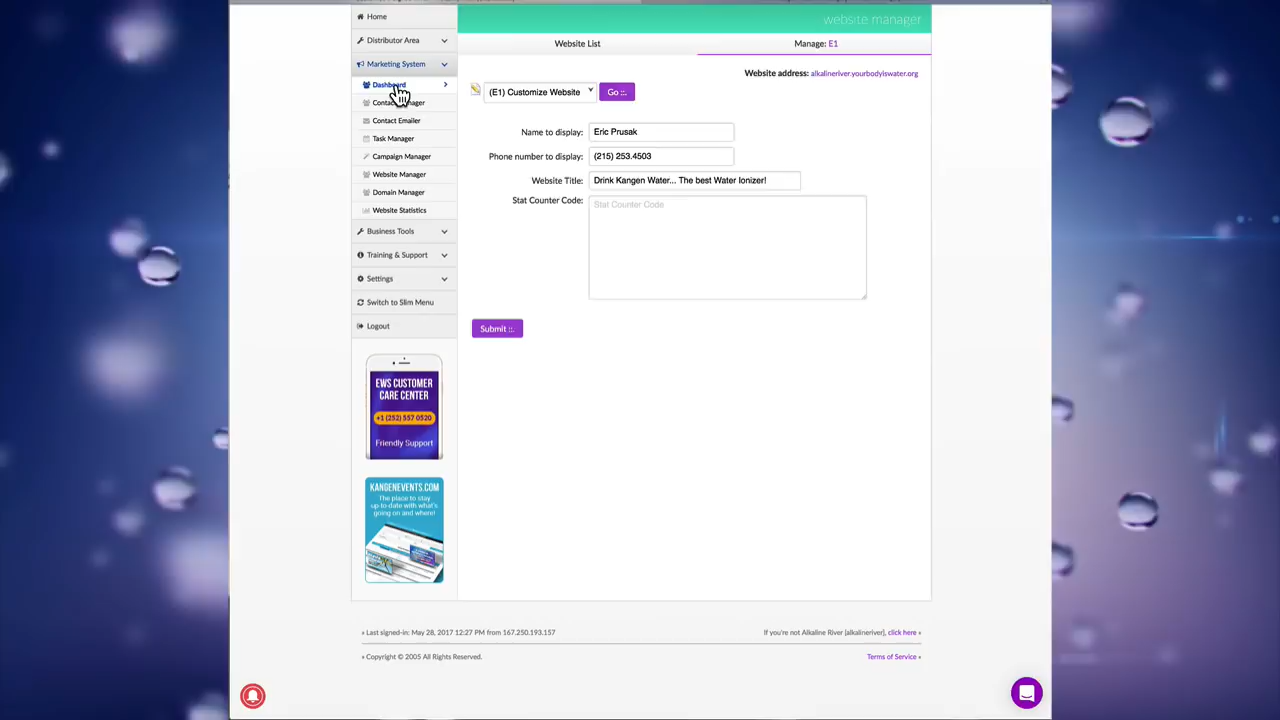 Home
Distributor Area
Marketing System
Dashboard
Contact Manager
Contact Emailer
Task Manager
Campaign Manager
Website Manager
Domain Manager
Website Statistics
Business Tools
Training & Support
Settings
Switch to Slim Menu
Logout
EWS CUSTOMER
CARE CENTER
+1 (252) 557 0520
Friendly Support
KANGENEVENTS.COM
The place to stay
up-to-date with what's
going on and where!
website manager
Website List
Manage: E1
Website address: alkalineriver.yourbodyiswater.org
(E1) Customize Website
Go ::.
Name to display: Eric Prusak
Phone number to display: (215) 253.4503
Website Title: Drink Kangen Water... The best Water Ionizer!
Stat Counter Code: Stat Counter Code
Submit ::.
» Last signed-in: May 28, 2017 12:27 PM from 167.250.193.157
If you're not Alkaline River [alkalineriver], click here «
» Copyright © 2005 All Rights Reserved.
Terms of Service «